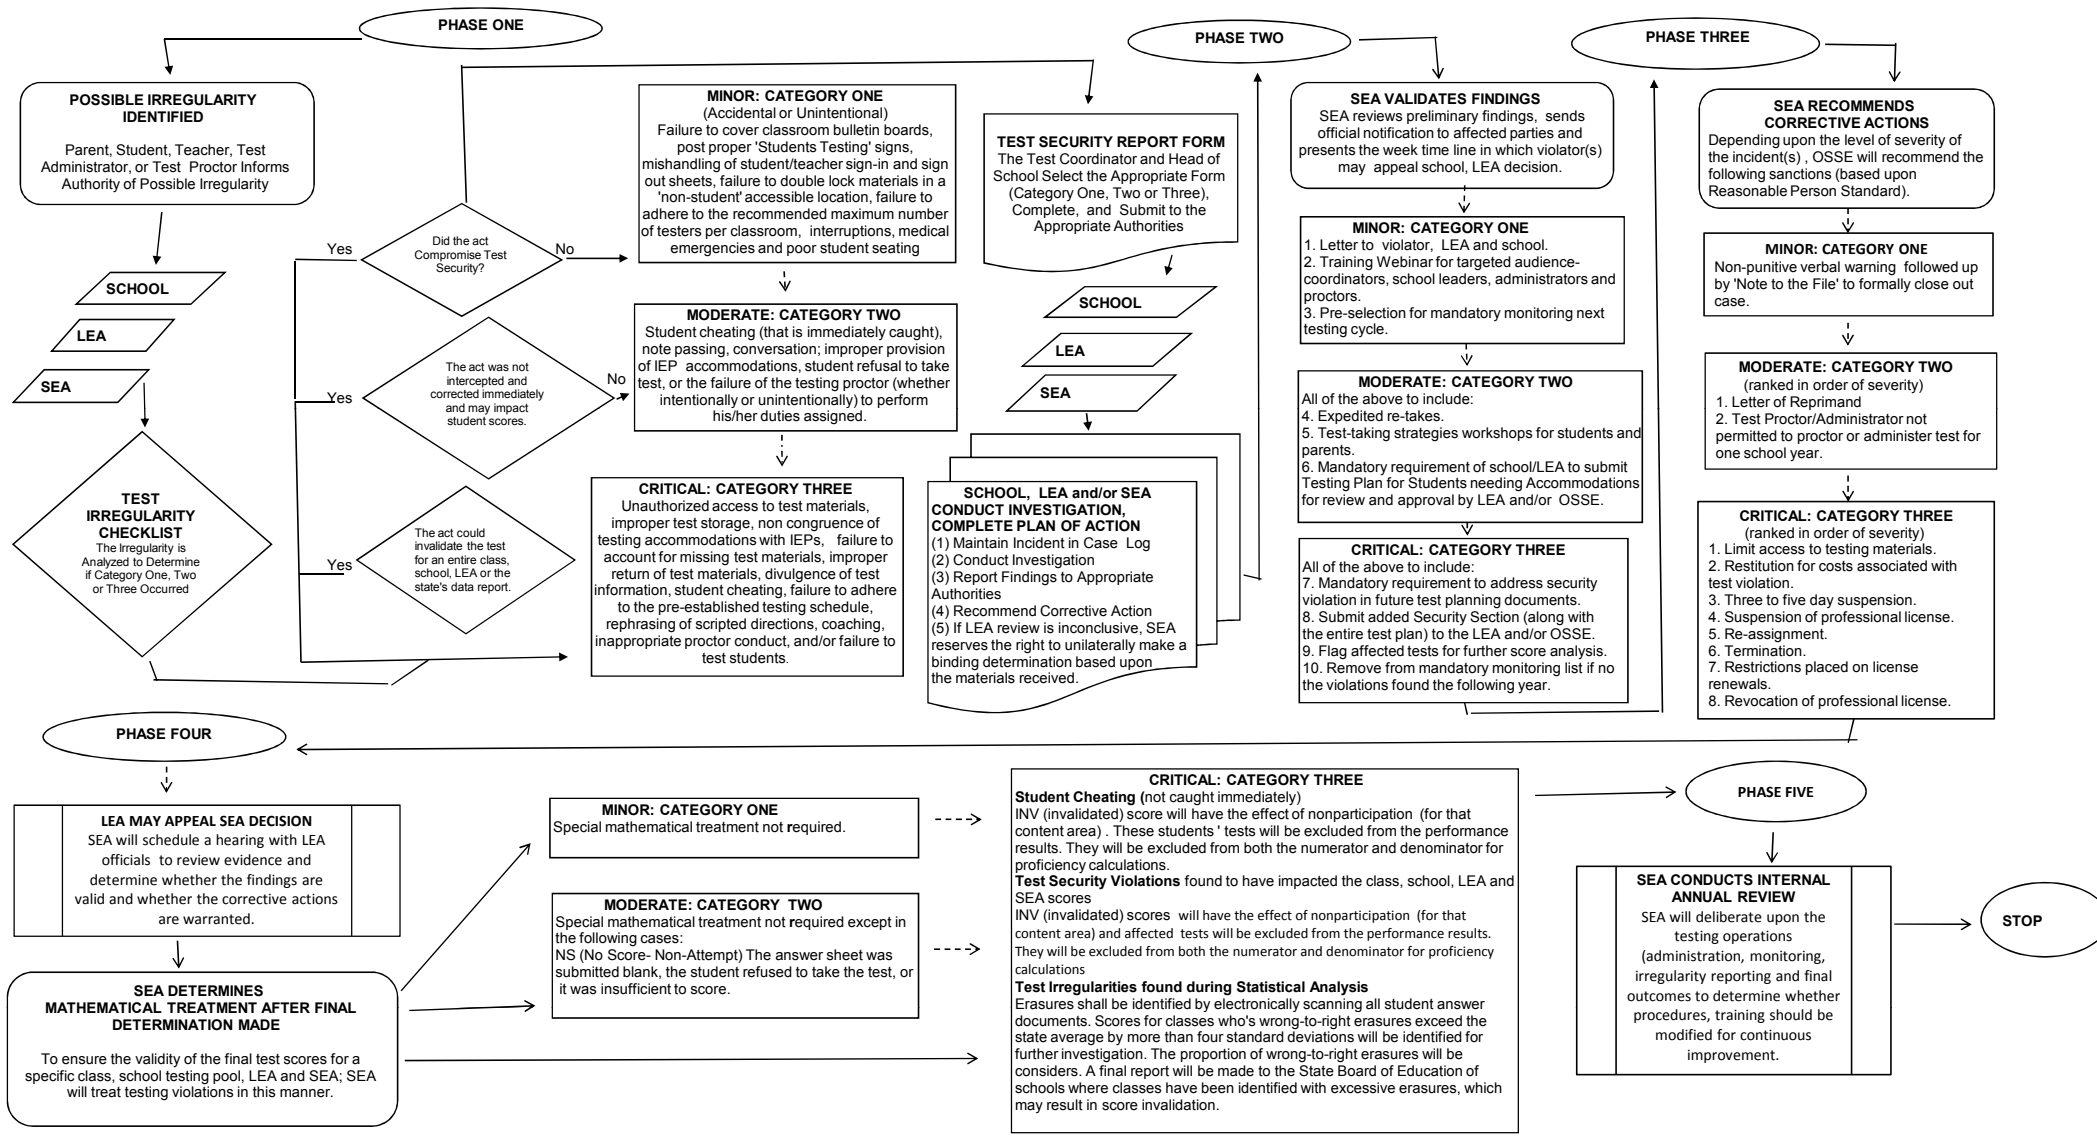 PHASE ONE
POSSIBLE IRREGULARITY
IDENTIFIED
Parent, Student, Teacher, Test
Administrator, or Test Proctor Informs
Authority of Possible Irregularity
SCHOOL
LEA
SEA
TEST
IRREGULARITY
CHECKLIST
The Irregularity is
Analyzed to Determine
if Category One, Two
or Three Occurred
Yes
Did the act
Compromise Test
Security?
No
Yes
The act was not
intercepted and
corrected immediately
and may impact
student scores.
No
Yes
The act could
invalidate the test
for an entire class,
school, LEA or the
state's data report.
MINOR: CATEGORY ONE
(Accidental or Unintentional)
Failure to cover classroom bulletin boards,
post proper 'Students Testing' signs,
mishandling of student/teacher sign-in and sign
out sheets, failure to double lock materials in a
'non-student' accessible location, failure to
adhere to the recommended maximum number
of testers per classroom, interruptions, medical
emergencies and poor student seating
MODERATE: CATEGORY TWO
Student cheating (that is immediately caught),
note passing, conversation; improper provision
of IEP accommodations, student refusal to take
test, or the failure of the testing proctor (whether
intentionally or unintentionally) to perform
his/her duties assigned.
CRITICAL: CATEGORY THREE
Unauthorized access to test materials,
improper test storage, non congruence of
testing accommodations with IEPs, failure to
account for missing test materials, improper
return of test materials, divulgence of test
information, student cheating, failure to adhere
to the pre-established testing schedule,
rephrasing of scripted directions, coaching,
inappropriate proctor conduct, and/or failure to
test students.
TEST SECURITY REPORT FORM
The Test Coordinator and Head of
School Select the Appropriate Form
(Category One, Two or Three),
Complete, and Submit to the
Appropriate Authorities
SCHOOL
LEA
SEA
SCHOOL, LEA and/or SEA
CONDUCT INVESTIGATION,
COMPLETE PLAN OF ACTION
(1) Maintain Incident in Case Log
(2) Conduct Investigation
(3) Report Findings to Appropriate
Authorities
(4) Recommend Corrective Action
(5) If LEA review is inconclusive, SEA
reserves the right to unilaterally make a
binding determination based upon
the materials received.
PHASE TWO
SEA VALIDATES FINDINGS
SEA reviews preliminary findings, sends
official notification to affected parties and
presents the week time line in which violator(s)
may appeal school, LEA decision.
MINOR: CATEGORY ONE
1. Letter to violator, LEA and school.
2. Training Webinar for targeted audience-
coordinators, school leaders, administrators and
proctors.
3. Pre-selection for mandatory monitoring next
testing cycle.
MODERATE: CATEGORY TWO
All of the above to include:
4. Expedited re-takes.
5. Test-taking strategies workshops for students and
parents.
6. Mandatory requirement of school/LEA to submit
Testing Plan for Students needing Accommodations
for review and approval by LEA and/or OSSE.
CRITICAL: CATEGORY THREE
All of the above to include:
7. Mandatory requirement to address security
violation in future test planning documents.
8. Submit added Security Section (along with
the entire test plan) to the LEA and/or OSSE.
9. Flag affected tests for further score analysis.
10. Remove from mandatory monitoring list if no
the violations found the following year.
PHASE THREE
SEA RECOMMENDS
CORRECTIVE ACTIONS
Depending upon the level of severity of
the incident(s) , OSSE will recommend the
following sanctions (based upon
Reasonable Person Standard).
MINOR: CATEGORY ONE
Non-punitive verbal warning followed up
by 'Note to the File' to formally close out
case.
MODERATE: CATEGORY TWO
(ranked in order of severity)
1. Letter of Reprimand
2. Test Proctor/Administrator not
permitted to proctor or administer test for
one school year.
CRITICAL: CATEGORY THREE
(ranked in order of severity)
1. Limit access to testing materials.
2. Restitution for costs associated with
test violation.
3. Three to five day suspension.
4. Suspension of professional license.
5. Re-assignment.
6. Termination.
7. Restrictions placed on license
renewals.
8. Revocation of professional license.
PHASE FOUR
LEA MAY APPEAL SEA DECISION
SEA will schedule a hearing with LEA
officials to review evidence and
determine whether the findings are
valid and whether the corrective actions
are warranted.
SEA DETERMINES
MATHEMATICAL TREATMENT AFTER FINAL
DETERMINATION MADE
To ensure the validity of the final test scores for a
specific class, school testing pool, LEA and SEA; SEA
will treat testing violations in this manner.
MINOR: CATEGORY ONE
Special mathematical treatment not required.
MODERATE: CATEGORY TWO
Special mathematical treatment not required except in
the following cases:
NS (No Score- Non-Attempt) The answer sheet was
submitted blank, the student refused to take the test, or
it was insufficient to score.
CRITICAL: CATEGORY THREE
Student Cheating (not caught immediately)
INV (invalidated) score will have the effect of nonparticipation (for that
content area) . These students ' tests will be excluded from the performance
results. They will be excluded from both the numerator and denominator for
proficiency calculations.
Test Security Violations found to have impacted the class, school, LEA and
SEA scores
INV (invalidated) scores will have the effect of nonparticipation (for that
content area) and affected tests will be excluded from the performance results.
They will be excluded from both the numerator and denominator for proficiency
calculations
Test Irregularities found during Statistical Analysis
Erasures shall be identified by electronically scanning all student answer
documents. Scores for classes who's wrong-to-right erasures exceed the
state average by more than four standard deviations will be identified for
further investigation. The proportion of wrong-to-right erasures will be
considers. A final report will be made to the State Board of Education of
schools where classes have been identified with excessive erasures, which
may result in score invalidation.
PHASE FIVE
SEA CONDUCTS INTERNAL
ANNUAL REVIEW
SEA will deliberate upon the
testing operations
(administration, monitoring,
irregularity reporting and final
outcomes to determine whether
procedures, training should be
modified for continuous
improvement.
STOP